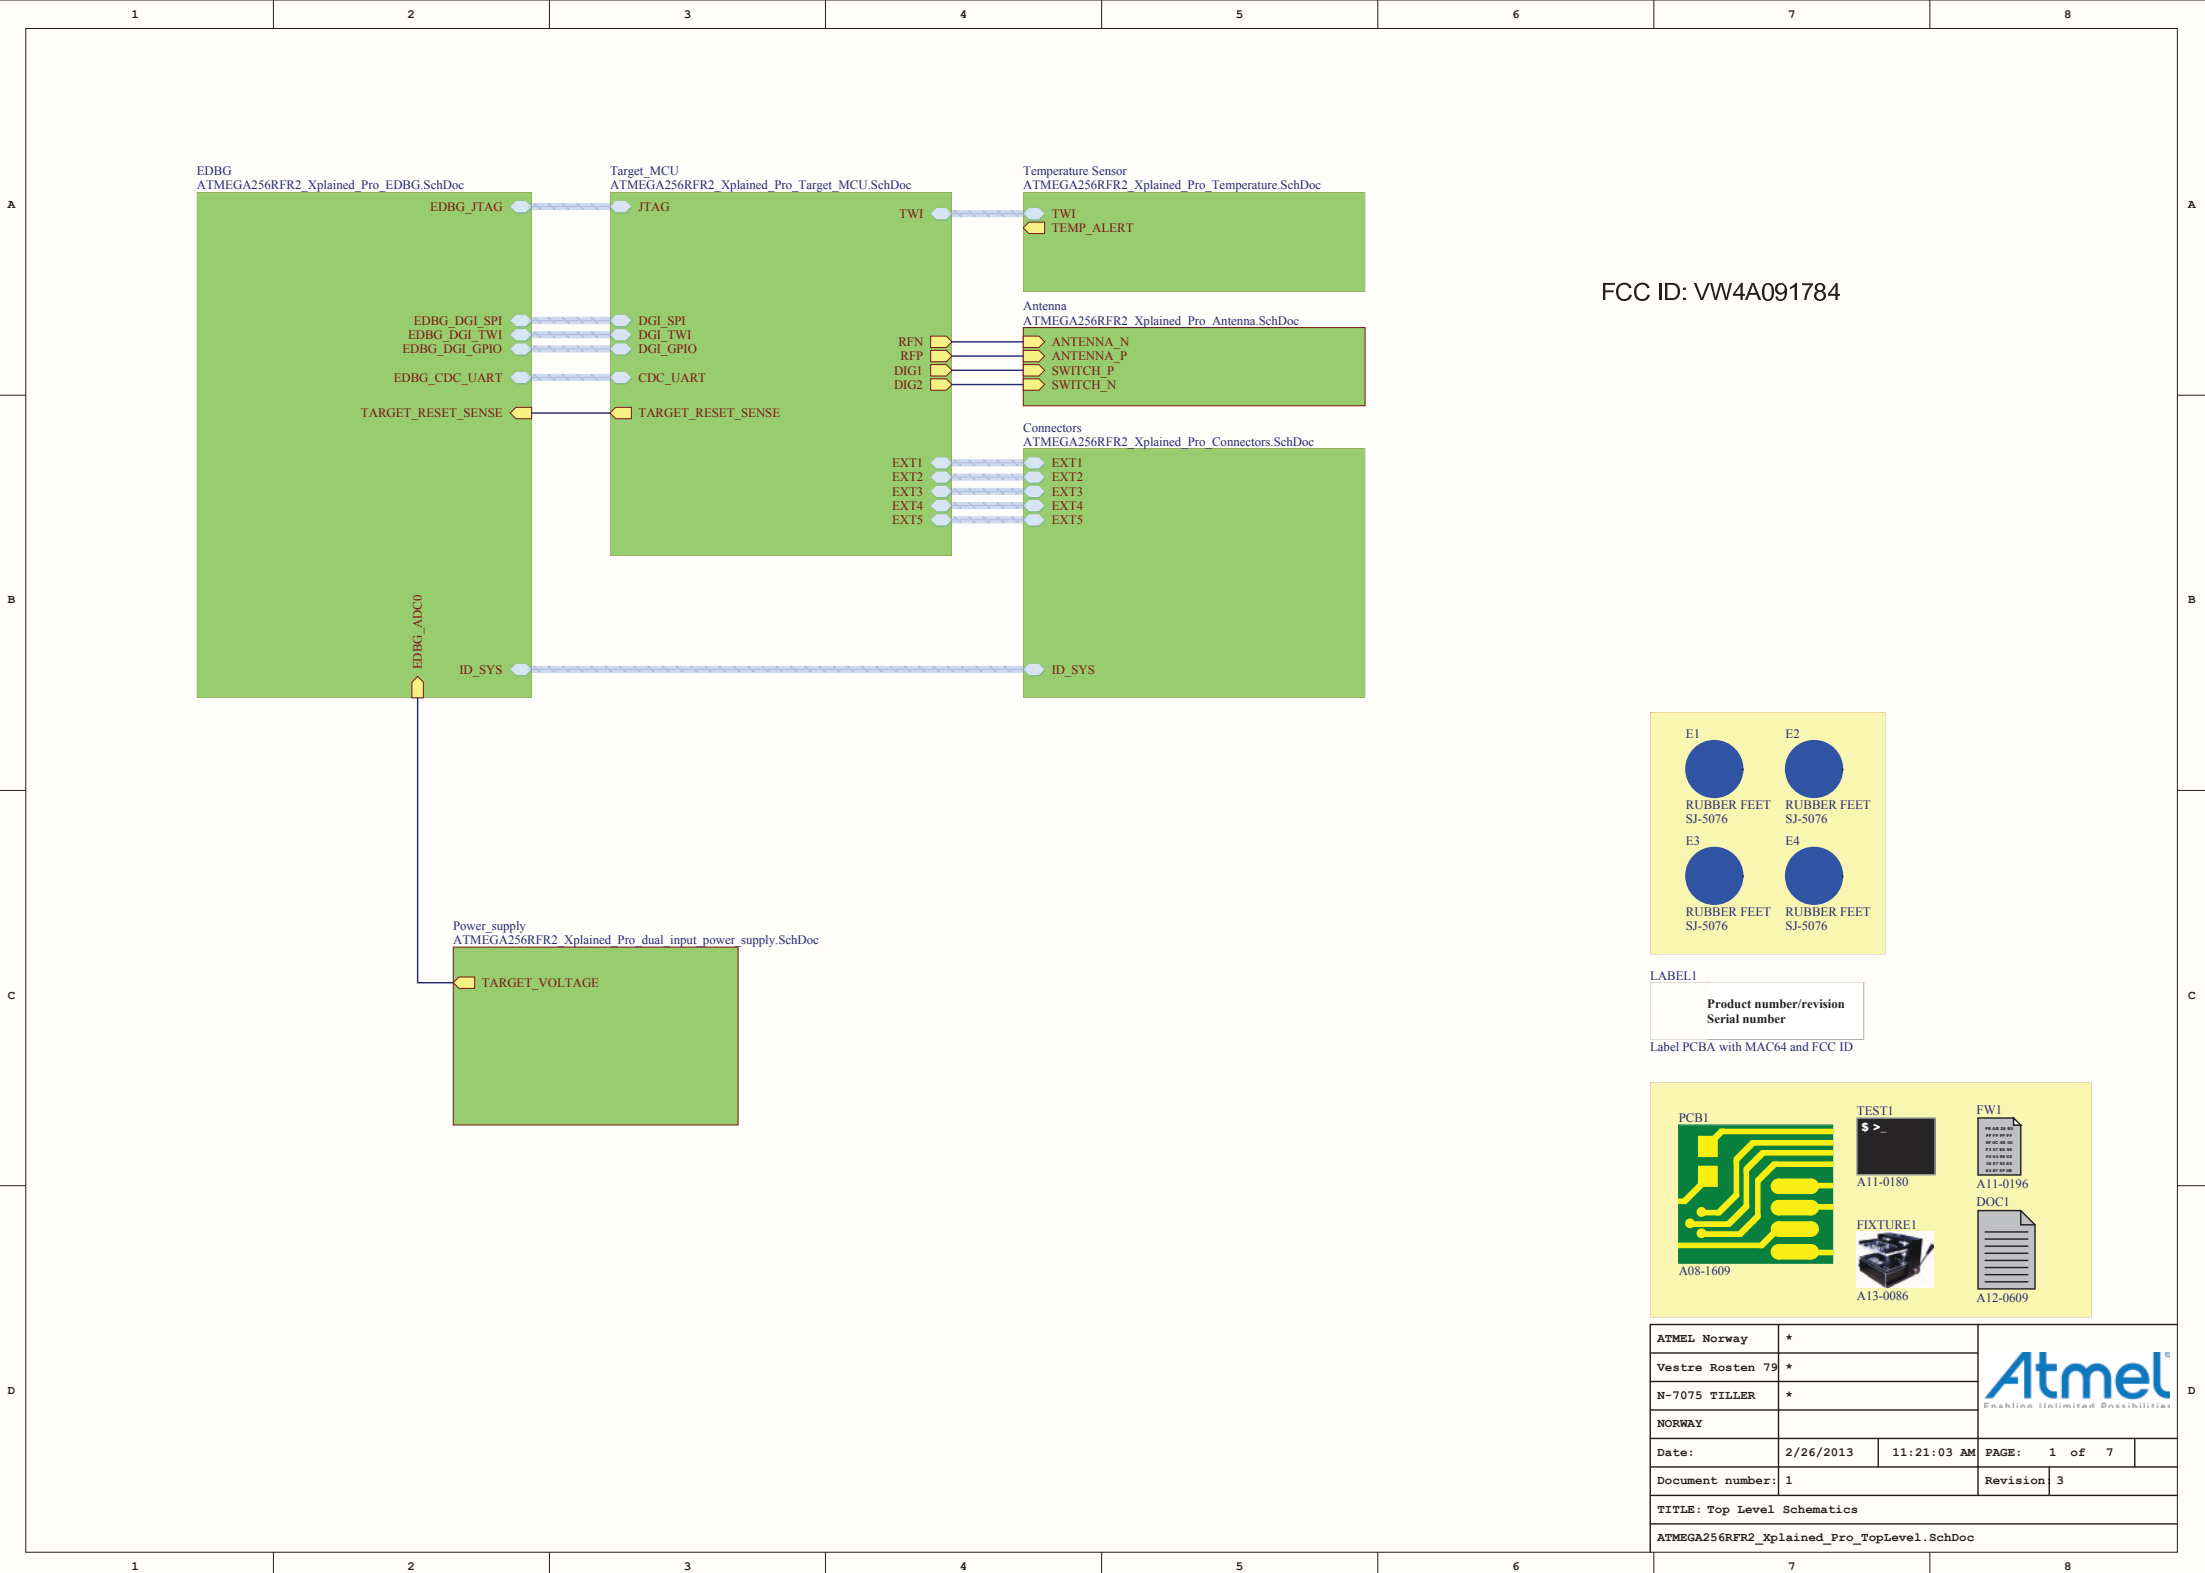 1 2 3 4 5 6 7 8
A A
B B
C C
D D
EDBG
ATMEGA256RFR2_Xplained_Pro_EDBG.SchDoc
EDBG_JTAG
EDBG_DGI_SPI
EDBG_DGI_TWI
EDBG_DGI_GPIO
EDBG_CDC_UART
TARGET_RESET_SENSE
EDBG_ADC0
ID_SYS
Target_MCU
ATMEGA256RFR2_Xplained_Pro_Target_MCU.SchDoc
JTAG
DGI_SPI
DGI_TWI
DGI_GPIO
CDC_UART
TARGET_RESET_SENSE
TWI
RFN
RFP
DIG1
DIG2
EXT1
EXT2
EXT3
EXT4
EXT5
Temperature Sensor
ATMEGA256RFR2_Xplained_Pro_Temperature.SchDoc
TWI
TEMP_ALERT
Antenna
ATMEGA256RFR2_Xplained_Pro_Antenna.SchDoc
ANTENNA_N
ANTENNA_P
SWITCH_P
SWITCH_N
Connectors
ATMEGA256RFR2_Xplained_Pro_Connectors.SchDoc
EXT1
EXT2
EXT3
EXT4
EXT5
ID_SYS
Power_supply
ATMEGA256RFR2_Xplained_Pro_dual_input_power_supply.SchDoc
TARGET_VOLTAGE
FCC ID: VW4A091784
E1 E2
RUBBER FEET RUBBER FEET
SJ-5076 SJ-5076
E3 E4
RUBBER FEET RUBBER FEET
SJ-5076 SJ-5076
LABEL1
Product number/revision
Serial number
Label PCBA with MAC64 and FCC ID
PCB1
A08-1609
TEST1
$ >_
A11-0180
FW1
A11-0196
FIXTURE1
A13-0086
DOC1
A12-0609
ATMEL Norway *
Vestre Rosten 79 *
N-7075 TILLER *
NORWAY
Atmel
Enabling Unlimited Possibilities
Date: 2/26/2013 11:21:03 AM PAGE: 1 of 7
Document number: 1 Revision: 3
TITLE: Top Level Schematics
ATMEGA256RFR2_Xplained_Pro_TopLevel.SchDoc
1 2 3 4 5 6 7 8